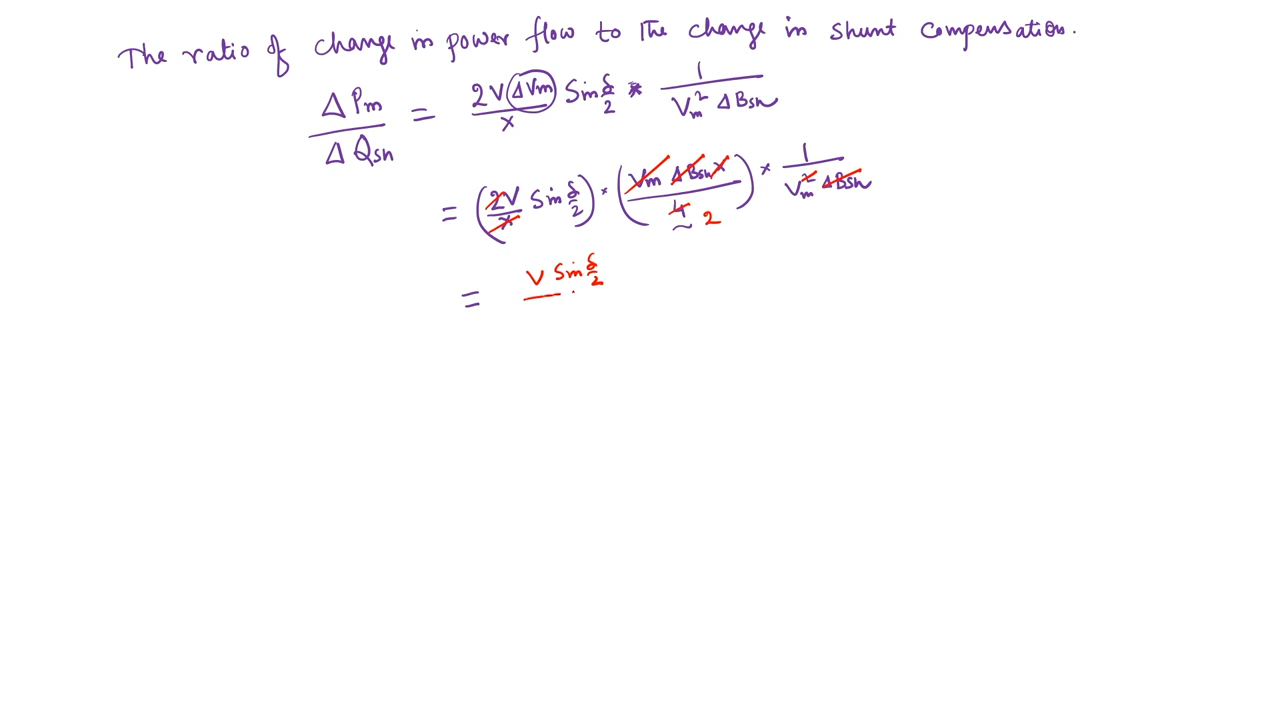 The ratio of change in power flow to the change in shunt compensation.
ΔPm / ΔQsh = 2V ΔVm / x Sin δ/2 * 1 / Vm² ΔBsh
= (2V / x Sin δ/2) · (Vm ΔBsh x / 4 2) × 1 / Vm² ΔBsh
= V Sin δ/2